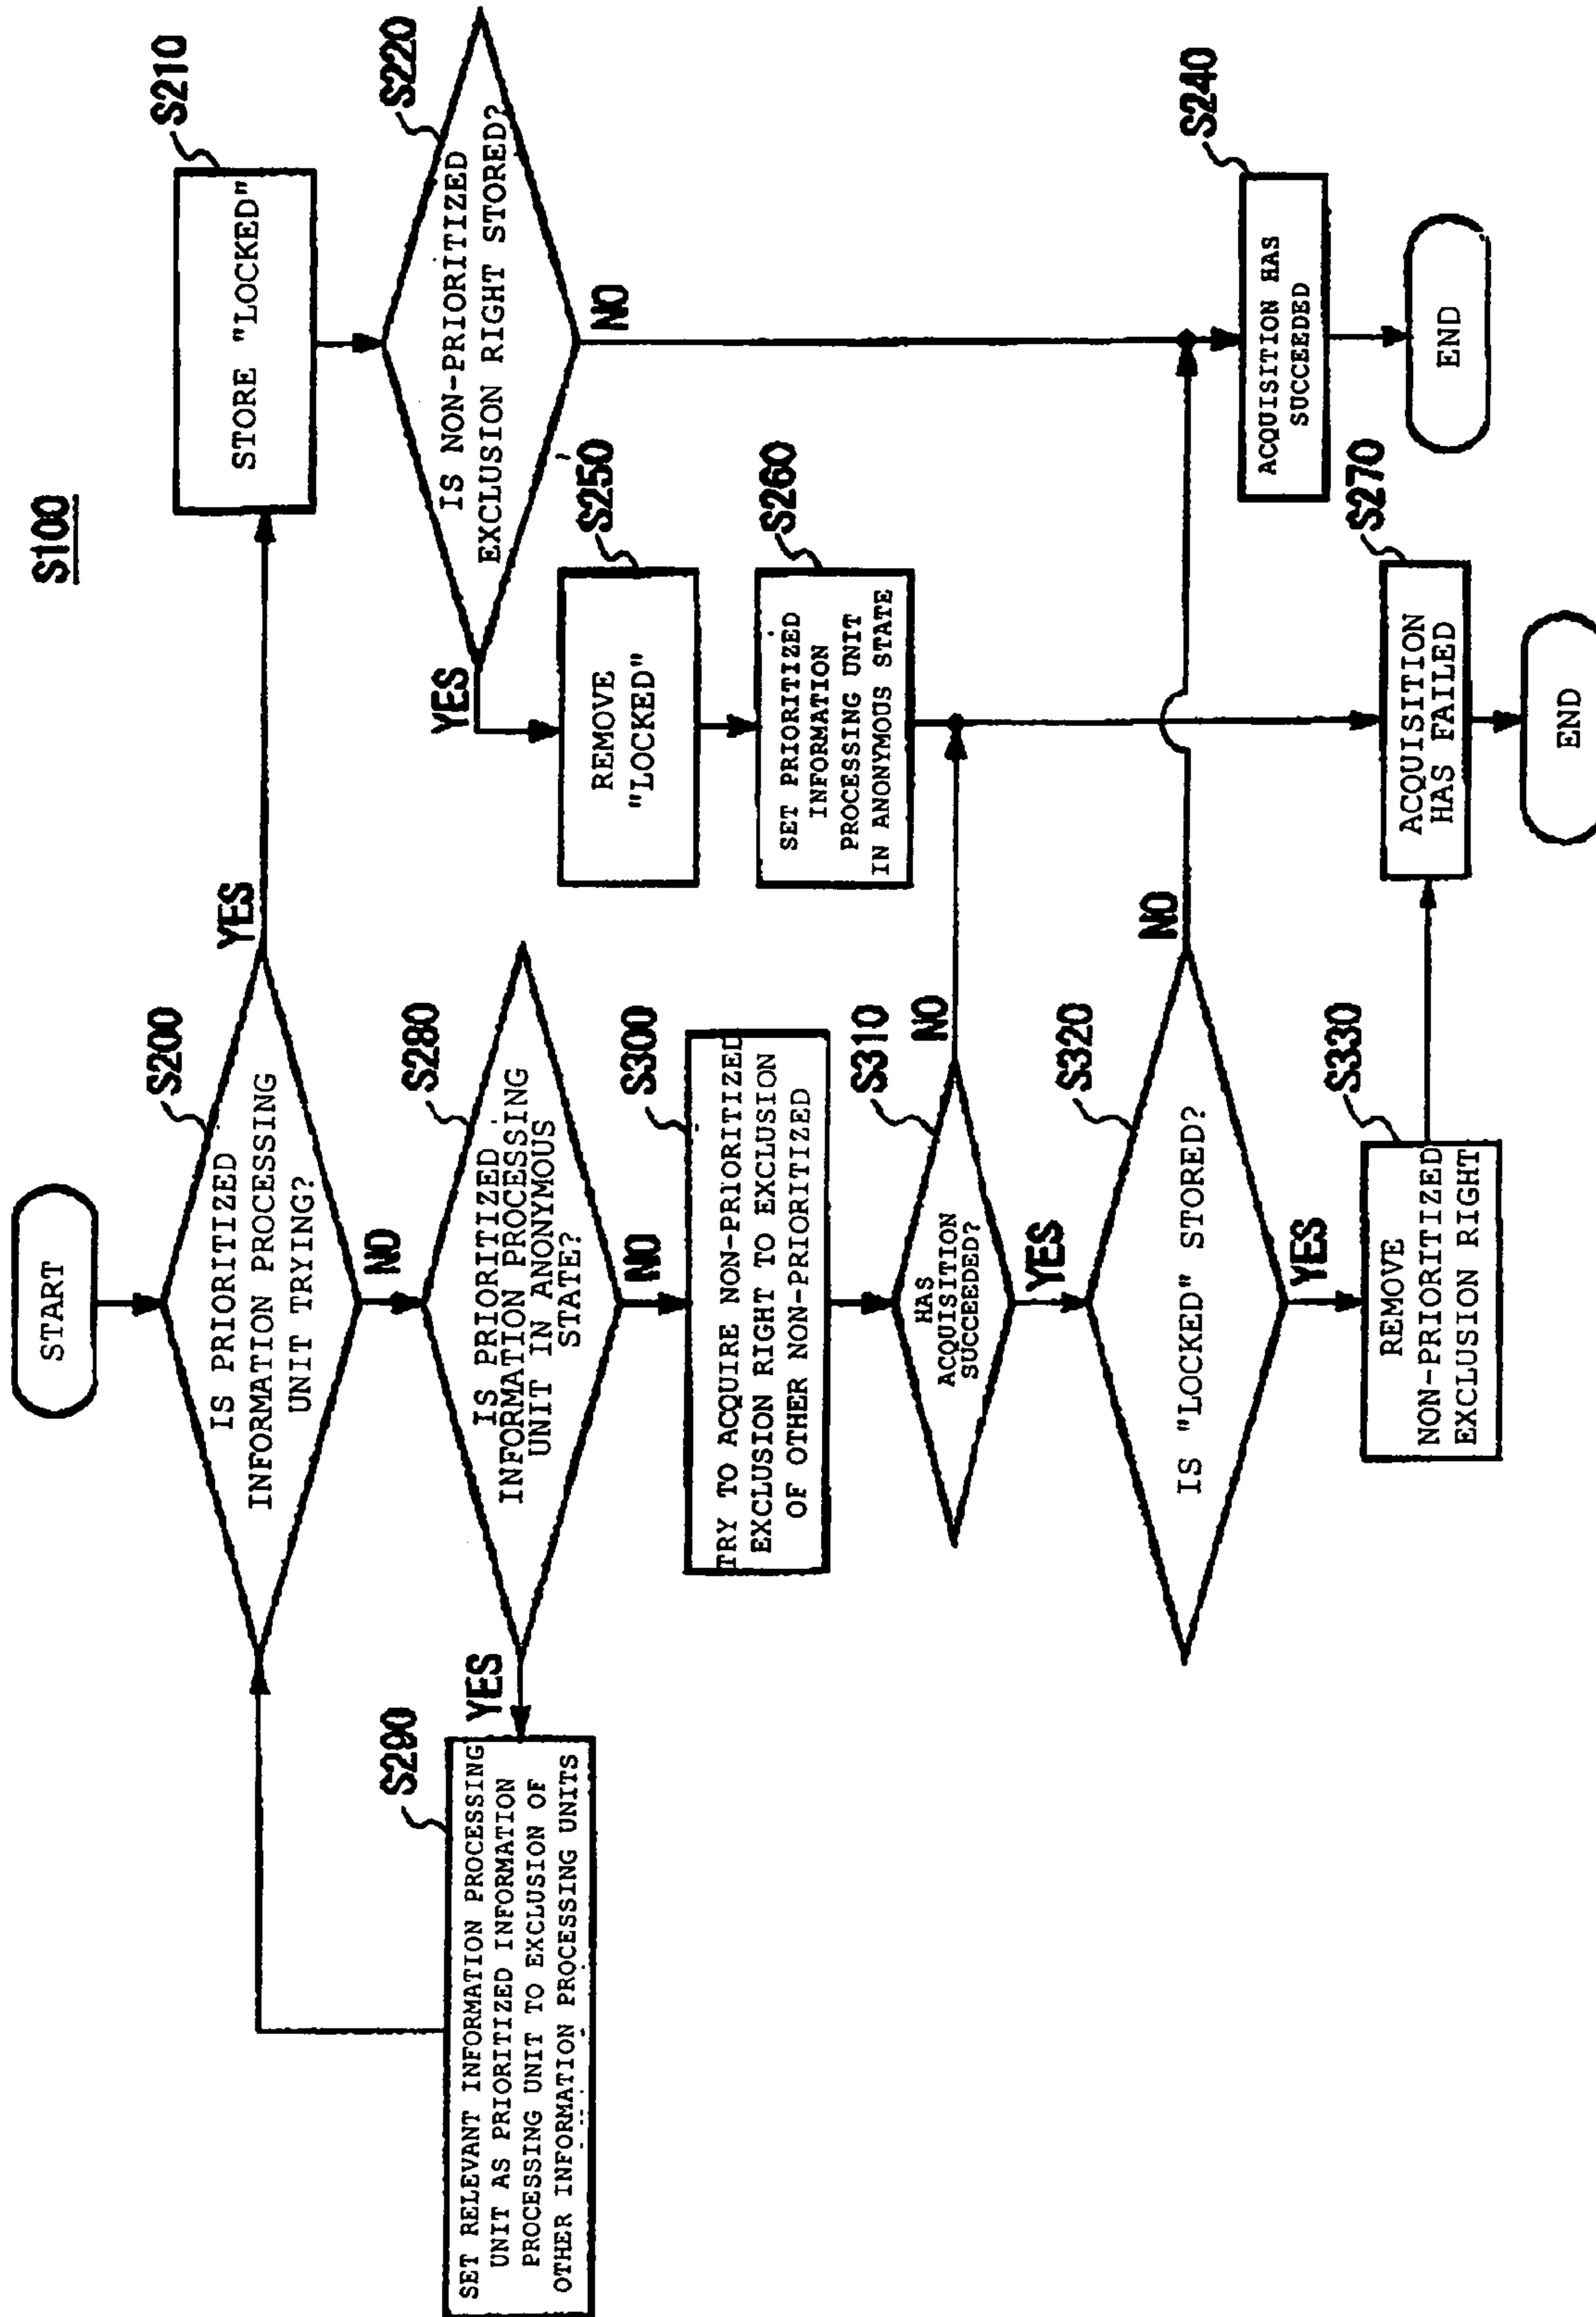 S100
START
S200
IS PRIORITIZED
INFORMATION PROCESSING
UNIT TRYING?
YES
NO
S210
STORE "LOCKED"
S220
IS NON-PRIORITIZED
EXCLUSION RIGHT STORED?
YES
NO
S250
REMOVE
"LOCKED"
S260
SET PRIORITIZED
INFORMATION
PROCESSING UNIT
IN ANONYMOUS STATE
S280
IS PRIORITIZED
INFORMATION PROCESSING
UNIT IN ANONYMOUS
STATE?
YES
NO
S290
SET RELEVANT INFORMATION PROCESSING
UNIT AS PRIORITIZED INFORMATION
PROCESSING UNIT TO EXCLUSION OF
OTHER INFORMATION PROCESSING UNITS
S300
TRY TO ACQUIRE NON-PRIORITIZED
EXCLUSION RIGHT TO EXCLUSION
OF OTHER NON-PRIORITIZED
S310
HAS
ACQUISITION
SUCCEEDED?
NO
YES
S320
IS "LOCKED" STORED?
NO
YES
S330
REMOVE
NON-PRIORITIZED
EXCLUSION RIGHT
S240
ACQUISITION HAS
SUCCEEDED
END
S270
ACQUISITION
HAS FAILED
END